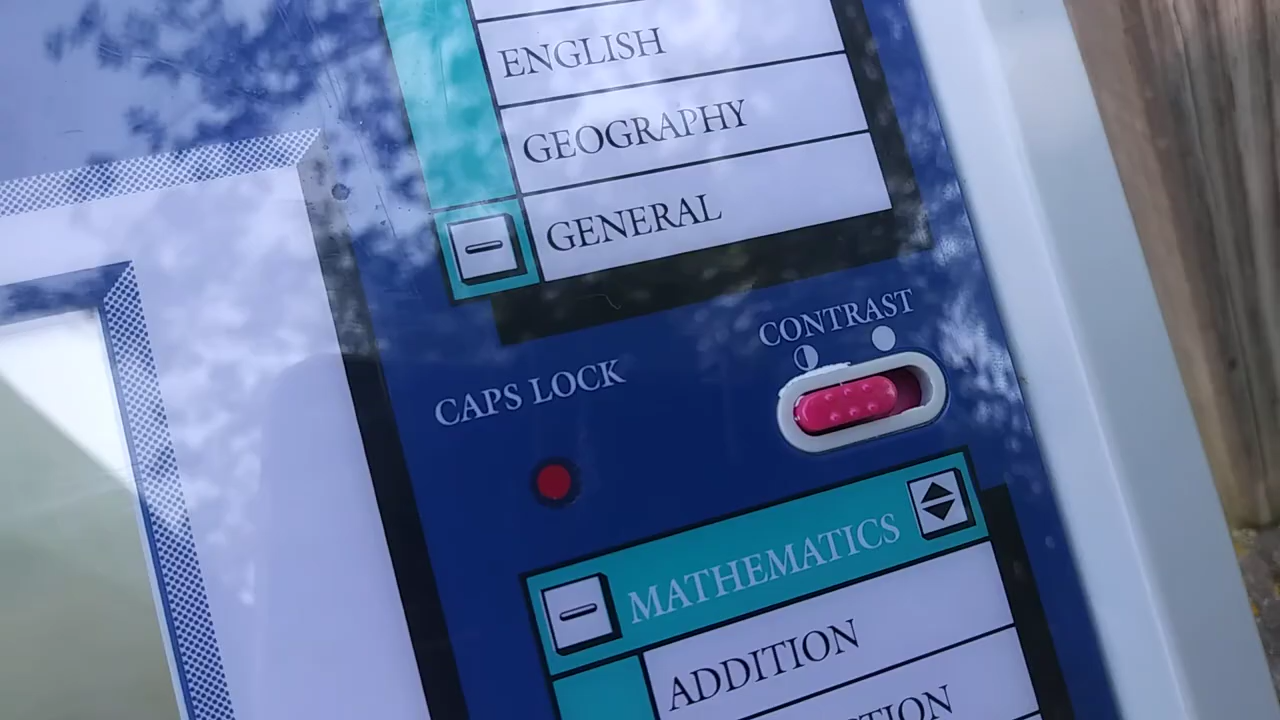 ENGLISH
GEOGRAPHY
GENERAL
CONTRAST
CAPS LOCK
MATHEMATICS
ADDITION